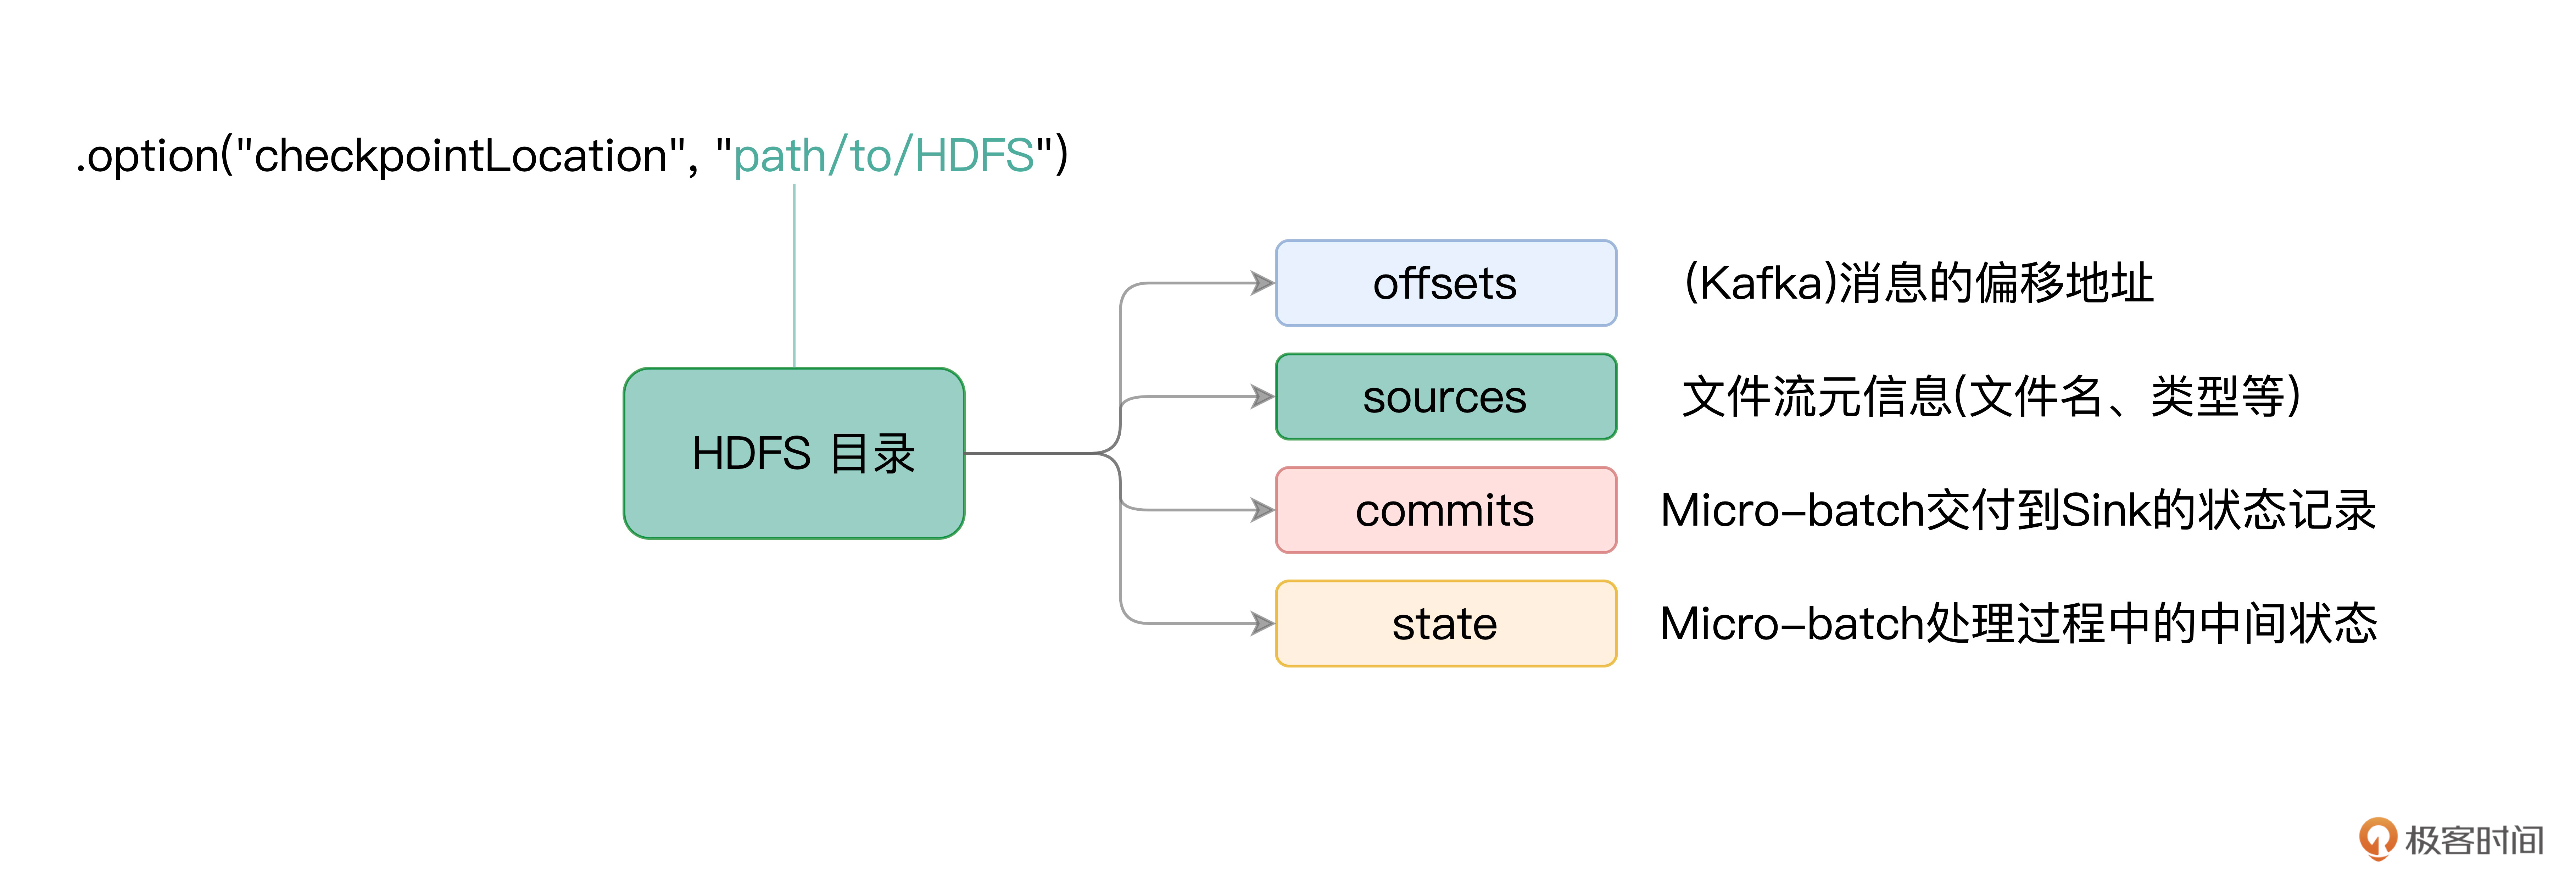 .option("checkpointLocation", "path/to/HDFS")
HDFS 目录
offsets
(Kafka)消息的偏移地址
sources
文件流元信息(文件名、类型等)
commits
Micro-batch交付到Sink的状态记录
state
Micro-batch处理过程中的中间状态
极客时间